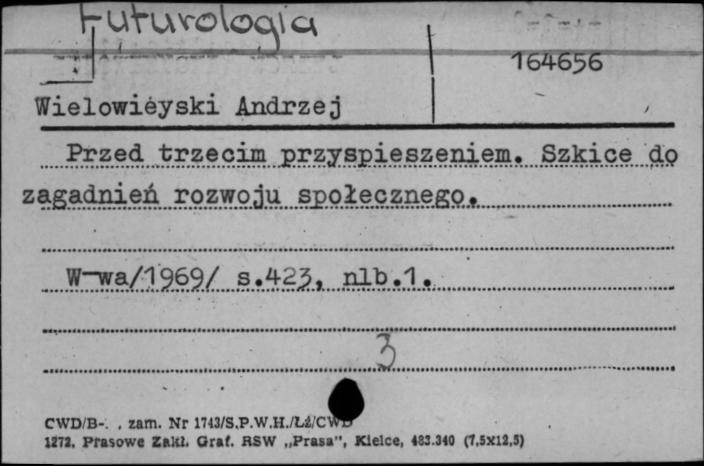 Futurologia
164656
Wielowiéyski Andrzej
Przed trzecim przyspieszeniem. Szkice do
zagadnień rozwoju społecznego.
W-wa/1969/ s.423, nlb.1.
3
CWD/B-. . zam. Nr 1743/S.P.W.H./Łź/CWD
1272. Prasowe Zakł. Graf. RSW „Prasa”, Kielce, 483.340 (7,5x12,5)